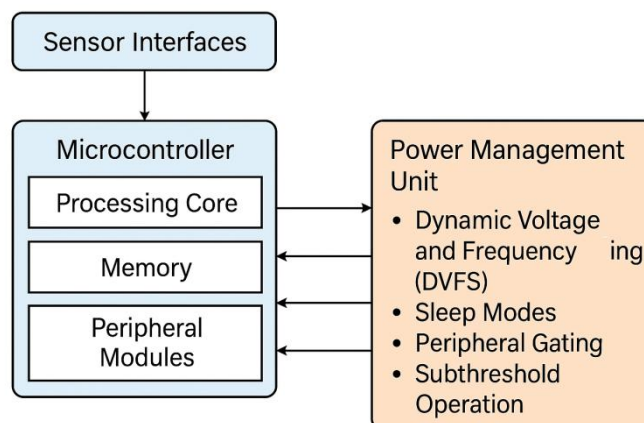 Sensor Interfaces
Microcontroller
Processing Core
Memory
Peripheral
Modules
Power Management
Unit
• Dynamic Voltage
and Frequency ing
(DVFS)
• Sleep Modes
• Peripheral Gating
• Subthreshold
Operation